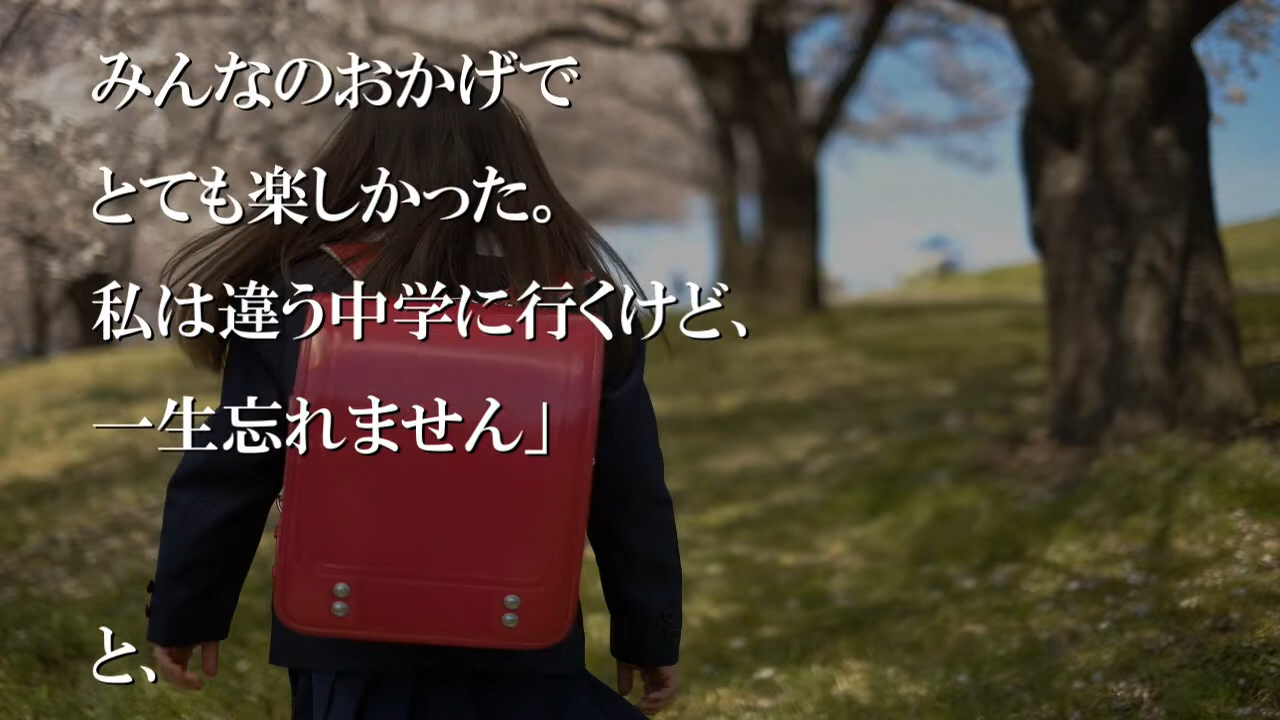 みんなのおかげで
とても楽しかった。
私は違う中学に行くけど、
一生忘れません」
と、